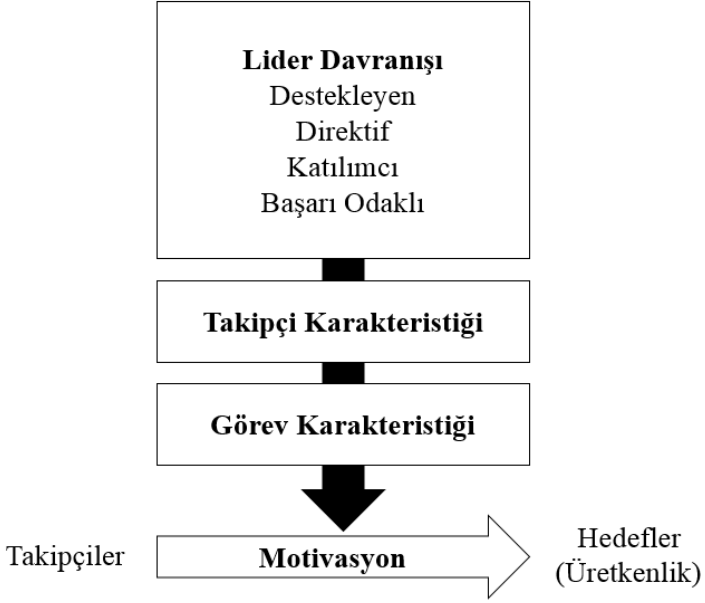 Lider Davranışı
Destekleyen
Direktif
Katılımcı
Başarı Odaklı
Takipçi Karakteristiği
Görev Karakteristiği
Takipçiler
Motivasyon
Hedefler
(Üretkenlik)